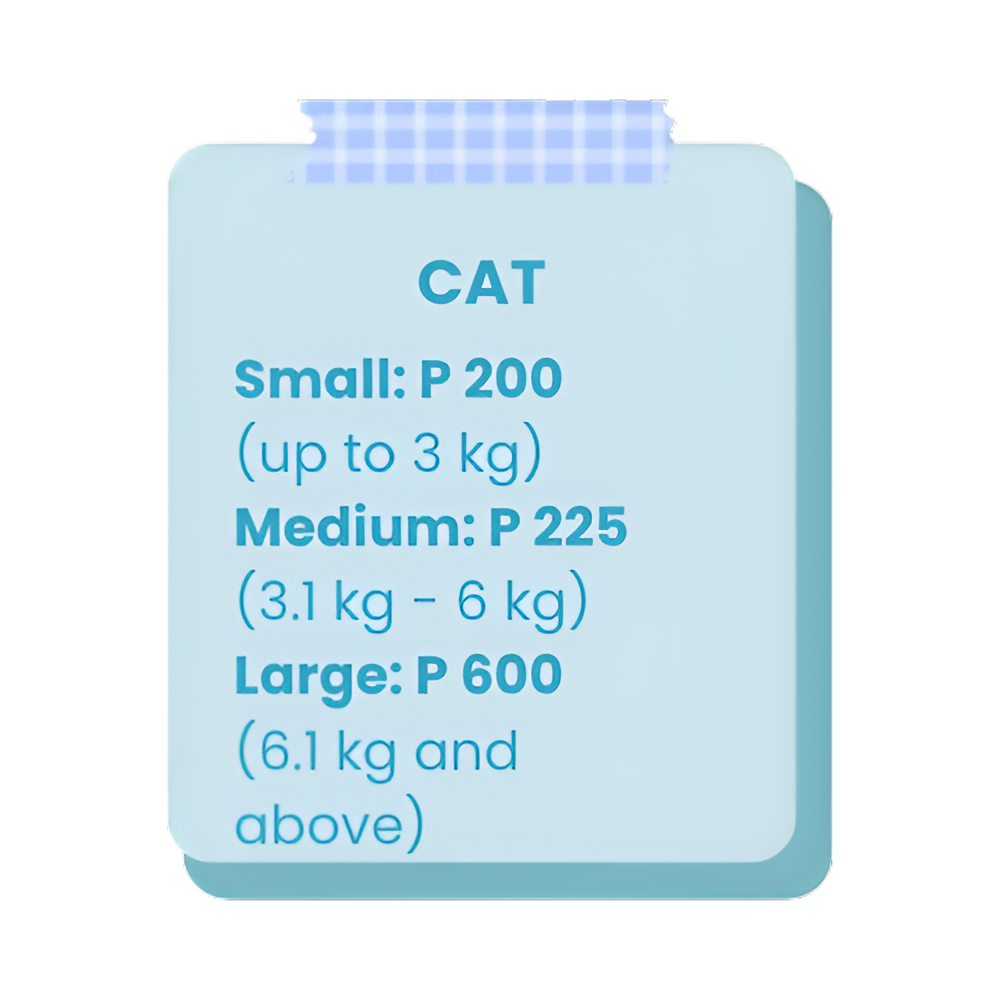 CAT
Small: P 200
(up to 3 kg)
Medium: P 225
(3.1 kg - 6 kg)
Large: P 600
(6.1 kg and
above)